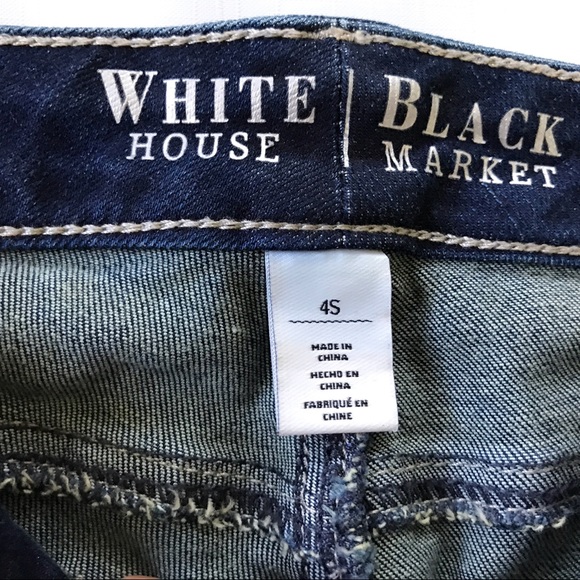 WHITE | BLACK
HOUSE | MARKET
4S
MADE IN
CHINA
HECHO EN
CHINA
FABRIQUÉ EN
CHINE